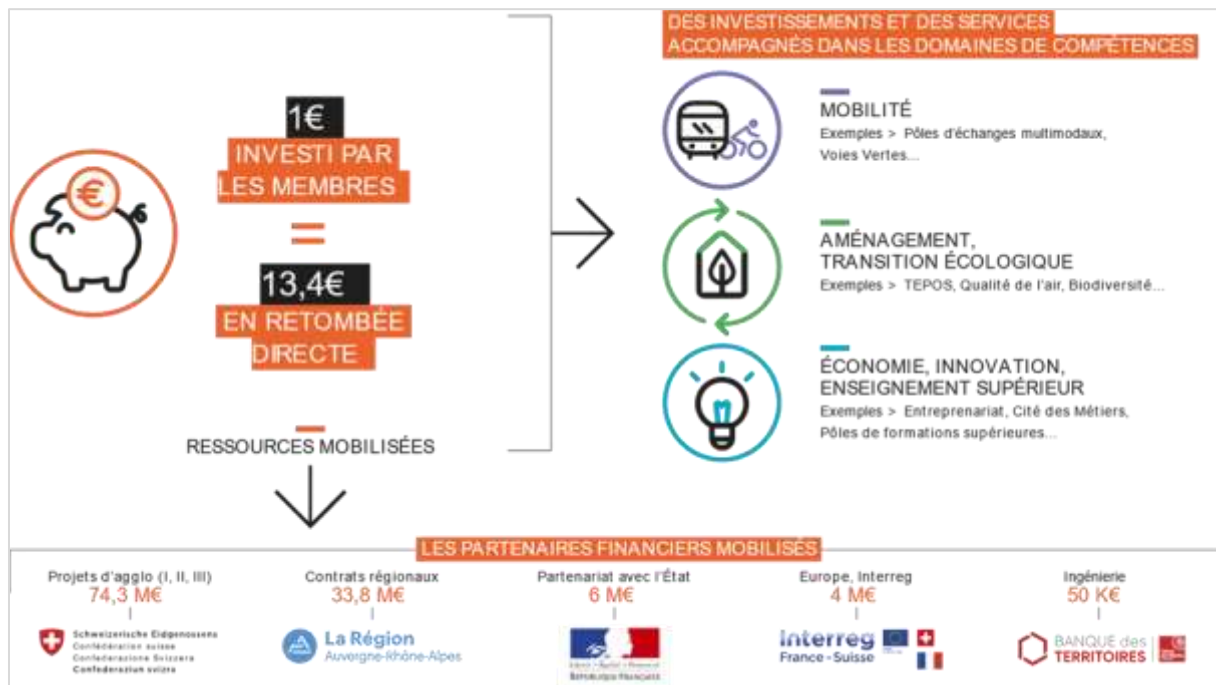 1€
INVESTI PAR
LES MEMBRES
=
13,4€
EN RETOMBÉE
DIRECTE
RESSOURCES MOBILISÉES
€
DES INVESTISSEMENTS ET DES SERVICES
ACCOMPAGNÉS DANS LES DOMAINES DE COMPÉTENCES
MOBILITÉ
Exemples > Pôles d'échanges multimodaux,
Voies Vertes...
AMÉNAGEMENT,
TRANSITION ÉCOLOGIQUE
Exemples > TEPOS, Qualité de l'air, Biodiversité...
ÉCONOMIE, INNOVATION,
ENSEIGNEMENT SUPÉRIEUR
Exemples > Entreprenariat, Cité des Métiers,
Pôles de formations supérieures...
LES PARTENAIRES FINANCIERS MOBILISÉS
Projets d'agglo (I, II, III)
74,3 M€
Schweizerische Eidgenossens
Confédération suisse
Confederazione Svizzera
Confederaziun svizra
Contrats régionaux
33,8 M€
La Région
Auvergne-Rhône-Alpes
Partenariat avec l'État
6 M€
RÉPUBLIQUE FRANÇAISE
Europe, Interreg
4 M€
Interreg
France - Suisse
Ingénierie
50 K€
BANQUE des
TERRITOIRES